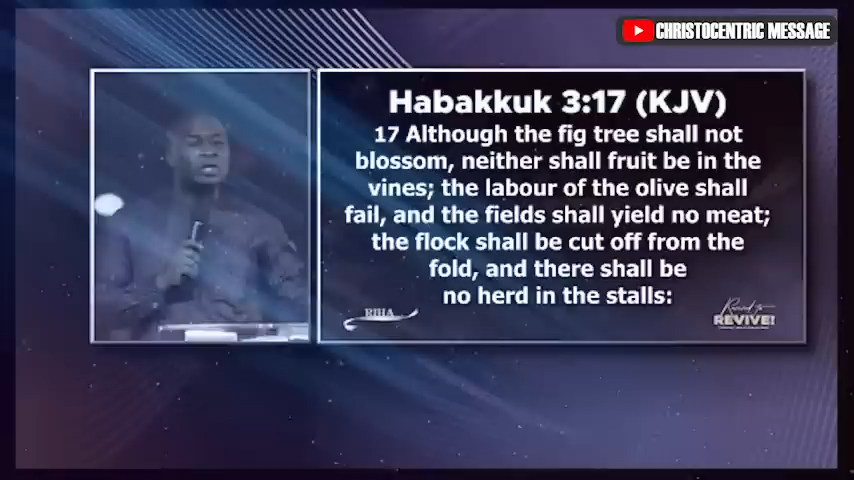 CHRISTOCENTRIC MESSAGE
Habakkuk 3:17 (KJV)
17 Although the fig tree shall not
blossom, neither shall fruit be in the
vines; the labour of the olive shall
fail, and the fields shall yield no meat;
the flock shall be cut off from the
fold, and there shall be
no herd in the stalls:
REVIVE!